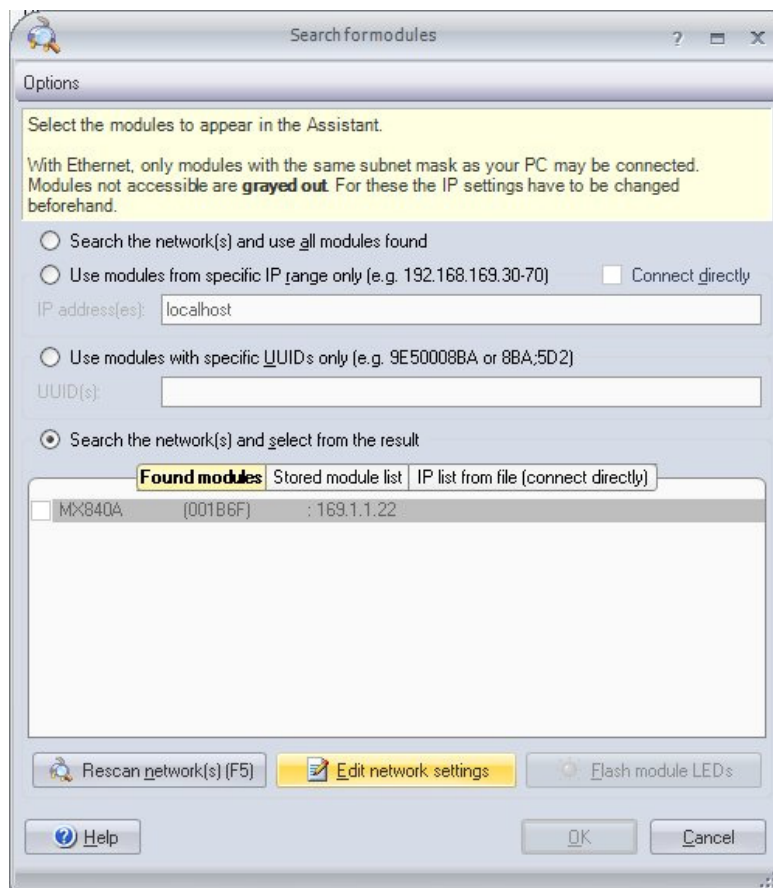 Search for modules
?
Options
Select the modules to appear in the Assistant.
With Ethernet, only modules with the same subnet mask as your PC may be connected.
Modules not accessible are grayed out. For these the IP settings have to be changed
beforehand.
Search the network(s) and use all modules found
Use modules from specific IP range only (e.g. 192.168.169.30-70) Connect directly
IP address(es): localhost
Use modules with specific UUIDs only (e.g. 9E50008BA or 8BA;5D2)
UUID(s):
Search the network(s) and select from the result
Found modules Stored module list IP list from file (connect directly)
MX840A (001B6F) : 169.1.1.22
Rescan network(s) (F5) Edit network settings Flash module LEDs
Help OK Cancel